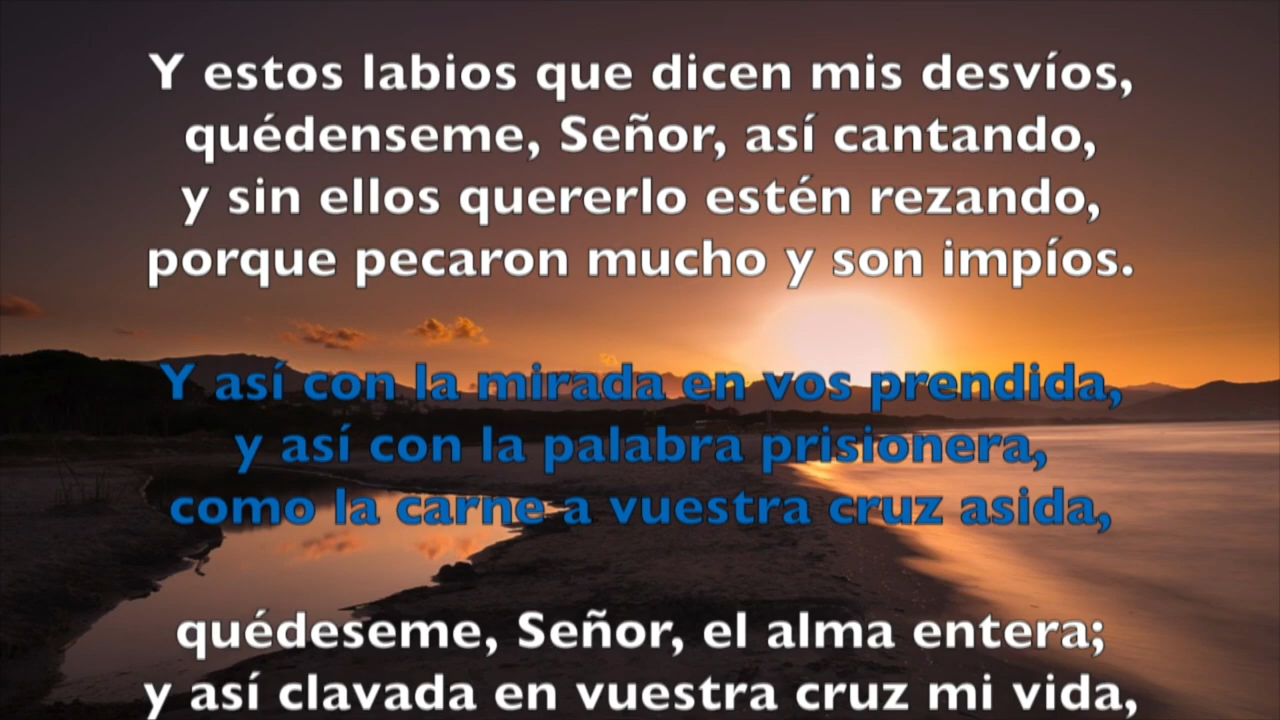 Y estos labios que dicen mis desvíos,
quédenseme, Señor, así cantando,
y sin ellos quererlo estén rezando,
porque pecaron mucho y son impíos.
Y así con la mirada en vos prendida,
y así con la palabra prisionera,
como la carne a vuestra cruz asida,
quédeseme, Señor, el alma entera;
y así clavada en vuestra cruz mi vida,